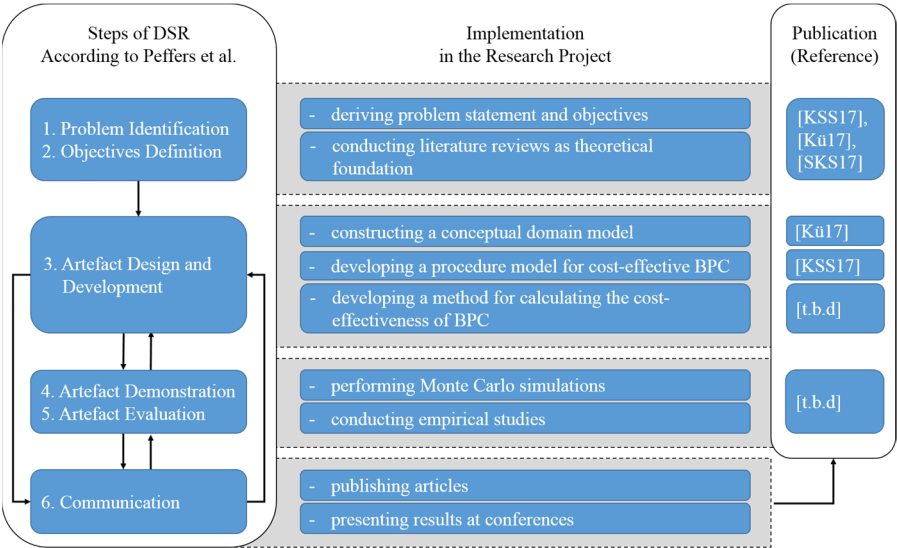 Steps of DSR
According to Peffers et al.
Implementation
in the Research Project
Publication
(Reference)
1. Problem Identification
2. Objectives Definition
- deriving problem statement and objectives
- conducting literature reviews as theoretical
foundation
[KSS17],
[Kü17],
[SKS17]
3. Artefact Design and
Development
- constructing a conceptual domain model
[Kü17]
- developing a procedure model for cost-effective BPC
[KSS17]
- developing a method for calculating the cost-
effectiveness of BPC
[t.b.d]
4. Artefact Demonstration
5. Artefact Evaluation
- performing Monte Carlo simulations
- conducting empirical studies
[t.b.d]
6. Communication
- publishing articles
- presenting results at conferences